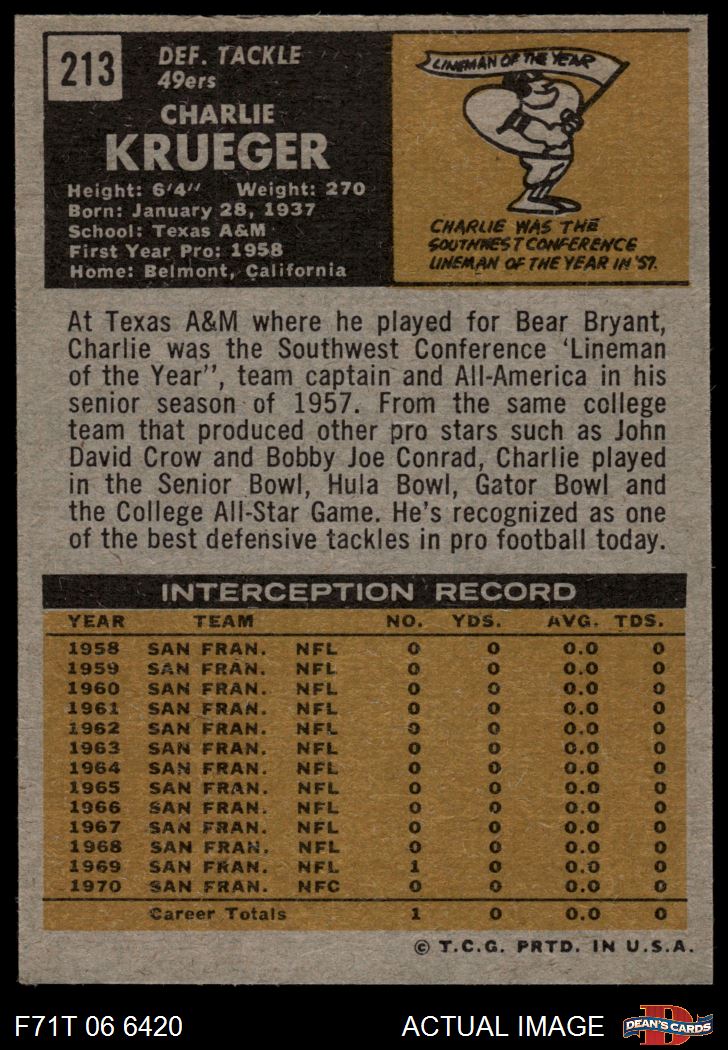 213
DEF. TACKLE
49ers
CHARLIE
KRUEGER
Height: 6'4" Weight: 270
Born: January 28, 1937
School: Texas A&M
First Year Pro: 1958
Home: Belmont, California
LINEMAN OF THE YEAR
CHARLIE WAS THE
SOUTHWEST CONFERENCE
LINEMAN OF THE YEAR IN '57.
At Texas A&M where he played for Bear Bryant,
Charlie was the Southwest Conference 'Lineman
of the Year", team captain and All-America in his
senior season of 1957. From the same college
team that produced other pro stars such as John
David Crow and Bobby Joe Conrad, Charlie played
in the Senior Bowl, Hula Bowl, Gator Bowl and
the College All-Star Game. He's recognized as one
of the best defensive tackles in pro football today.
INTERCEPTION RECORD
YEAR TEAM NO. YDS. AVG. TDS.
1958 SAN FRAN. NFL 0 0 0.0 0
1959 SAN FRAN. NFL 0 0 0.0 0
1960 SAN FRAN. NFL 0 0 0.0 0
1961 SAN FRAN. NFL 0 0 0.0 0
1962 SAN FRAN. NFL 0 0 0.0 0
1963 SAN FRAN. NFL 0 0 0.0 0
1964 SAN FRAN. NFL 0 0 0.0 0
1965 SAN FRAN. NFL 0 0 0.0 0
1966 SAN FRAN. NFL 0 0 0.0 0
1967 SAN FRAN. NFL 0 0 0.0 0
1968 SAN FRAN. NFL 0 0 0.0 0
1969 SAN FRAN. NFL 1 0 0.0 0
1970 SAN FRAN. NFC 0 0 0.0 0
Career Totals 1 0 0.0 0
© T.C.G. PRTD. IN U.S.A.
F71T 06 6420 ACTUAL IMAGE
D
DEAN'S CARDS